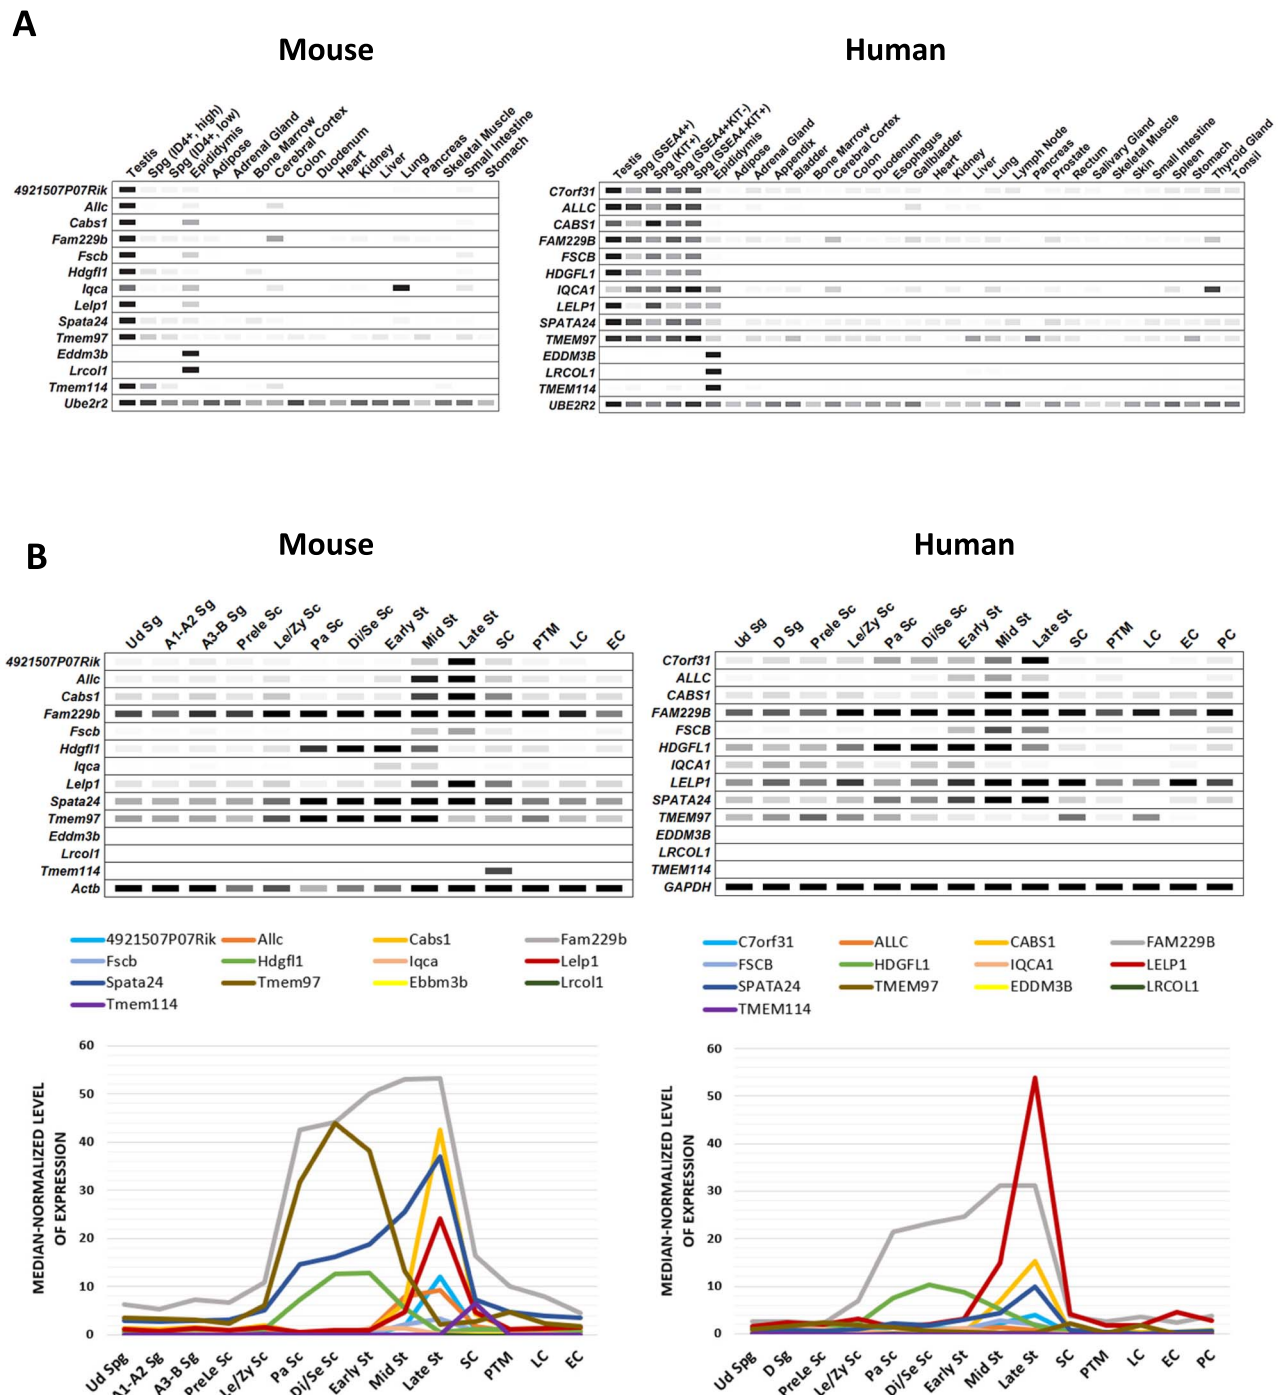 A
Mouse
Human
Testis
Spg (ID4+, high)
Spg (ID4+, low)
Epididymis
Adipose
Adrenal Gland
Bone Marrow
Cerebral Cortex
Colon
Duodenum
Heart
Kidney
Liver
Lung
Pancreas
Skeletal Muscle
Small Intestine
Stomach
4921507P07Rik
Allc
Cabs1
Fam229b
Fscb
Hdgfl1
Iqca
Lelp1
Spata24
Tmem97
Eddm3b
Lrcol1
Tmem114
Ube2r2
Testis
Spg (SSEA4+)
Spg (KIT+)
Spg (SSEA4+KIT-)
Spg (SSEA4-KIT+)
Epididymis
Adipose
Adrenal Gland
Appendix
Bladder
Bone Marrow
Cerebral Cortex
Colon
Duodenum
Esophagus
Gallbladder
Heart
Kidney
Liver
Lung
Lymph Node
Pancreas
Prostate
Rectum
Salivary Gland
Skeletal Muscle
Skin
Small Intestine
Spleen
Stomach
Thyroid Gland
Tonsil
C7orf31
ALLC
CABS1
FAM229B
FSCB
HDGFL1
IQCA1
LELP1
SPATA24
TMEM97
EDDM3B
LRCOL1
TMEM114
UBE2R2
B
Mouse
Human
Ud Sg
A1-A2 Sg
A3-B Sg
Prele Sc
Le/Zy Sc
Pa Sc
Di/Se Sc
Early St
Mid St
Late St
SC
PTM
LC
EC
4921507P07Rik
Allc
Cabs1
Fam229b
Fscb
Hdgfl1
Iqca
Lelp1
Spata24
Tmem97
Eddm3b
Lrcol1
Tmem114
Actb
Ud Sg
D Sg
Prele Sc
Le/Zy Sc
Pa Sc
Di/Se Sc
Early St
Mid St
Late St
SC
PTM
LC
EC
PC
C7orf31
ALLC
CABS1
FAM229B
FSCB
HDGFL1
IQCA1
LELP1
SPATA24
TMEM97
EDDM3B
LRCOL1
TMEM114
GAPDH
4921507P07Rik Allc Cabs1 Fam229b
Fscb Hdgfl1 Iqca Lelp1
Spata24 Tmem97 Ebbm3b Lrcol1
Tmem114
C7orf31 ALLC CABS1 FAM229B
FSCB HDGFL1 IQCA1 LELP1
SPATA24 TMEM97 EDDM3B LRCOL1
TMEM114
MEDIAN-NORMALIZED LEVEL
OF EXPRESSION
60
50
40
30
20
10
0
Ud Spg
A1-A2 Sg
A3-B Sg
PreLe Sc
Le/Zy Sc
Pa Sc
Di/Se Sc
Early St
Mid St
Late St
SC
PTM
LC
EC
MEDIAN-NORMALIZED LEVEL
OF EXPRESSION
60
50
40
30
20
10
0
Ud Spg
D Sg
PreLe Sc
Le/Zy Sc
Pa Sc
Di/Se Sc
Early St
Mid St
Late St
SC
PTM
LC
EC
PC